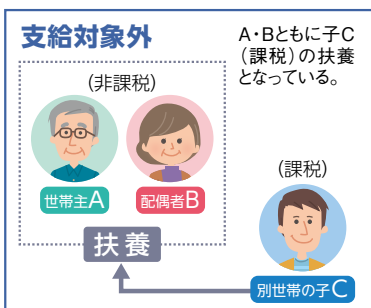 支給対象外
A・Bともに子C
(課税)の扶養
となっている。
(非課税)
世帯主A
配偶者B
扶養
(課税)
別世帯の子C